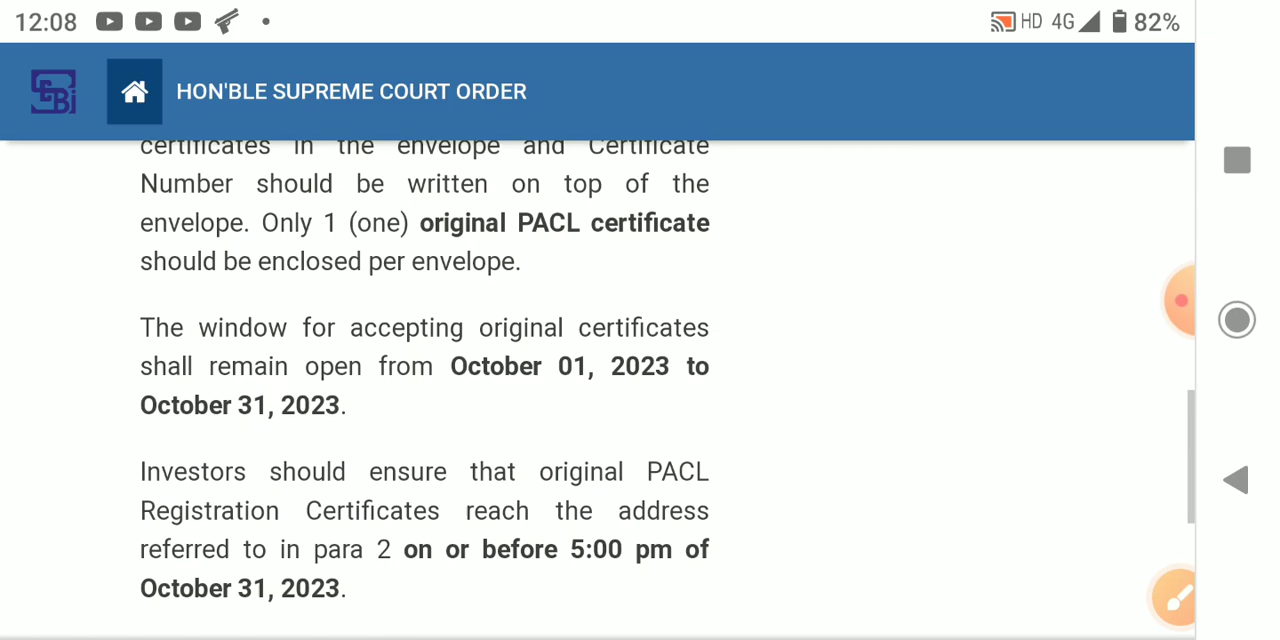 12:08 HD 4G 82%
SEBI HON'BLE SUPREME COURT ORDER
certificates in the envelope and Certificate
Number should be written on top of the
envelope. Only 1 (one) original PACL certificate
should be enclosed per envelope.
The window for accepting original certificates
shall remain open from October 01, 2023 to
October 31, 2023.
Investors should ensure that original PACL
Registration Certificates reach the address
referred to in para 2 on or before 5:00 pm of
October 31, 2023.